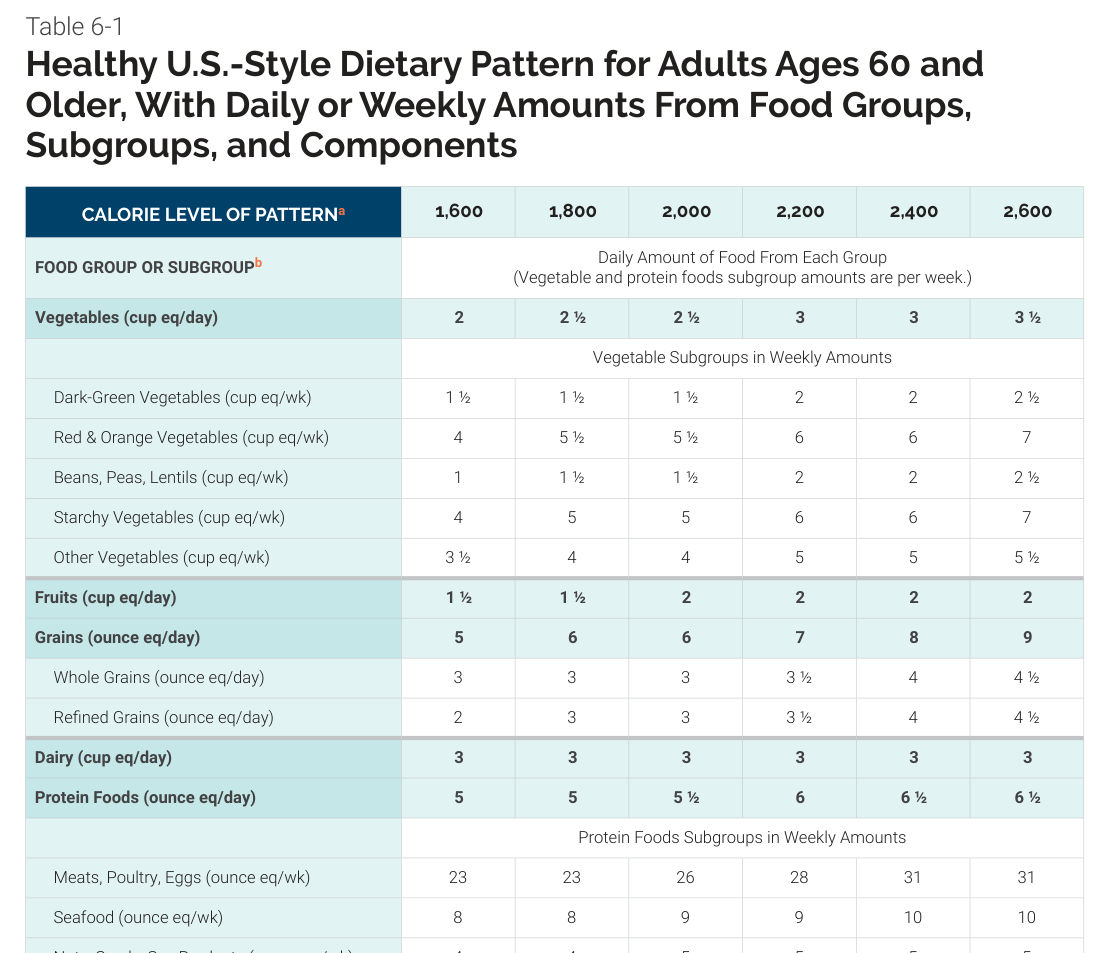 Table 6-1
Healthy U.S.-Style Dietary Pattern for Adults Ages 60 and
Older, With Daily or Weekly Amounts From Food Groups,
Subgroups, and Components
CALORIE LEVEL OF PATTERNa 1,600 1,800 2,000 2,200 2,400 2,600
FOOD GROUP OR SUBGROUPb
Daily Amount of Food From Each Group
(Vegetable and protein foods subgroup amounts are per week.)
Vegetables (cup eq/day) 2 2 ½ 2 ½ 3 3 3 ½
Vegetable Subgroups in Weekly Amounts
Dark-Green Vegetables (cup eq/wk) 1 ½ 1 ½ 1 ½ 2 2 2 ½
Red & Orange Vegetables (cup eq/wk) 4 5 ½ 5 ½ 6 6 7
Beans, Peas, Lentils (cup eq/wk) 1 1 ½ 1 ½ 2 2 2 ½
Starchy Vegetables (cup eq/wk) 4 5 5 6 6 7
Other Vegetables (cup eq/wk) 3 ½ 4 4 5 5 5 ½
Fruits (cup eq/day) 1 ½ 1 ½ 2 2 2 2
Grains (ounce eq/day) 5 6 6 7 8 9
Whole Grains (ounce eq/day) 3 3 3 3 ½ 4 4 ½
Refined Grains (ounce eq/day) 2 3 3 3 ½ 4 4 ½
Dairy (cup eq/day) 3 3 3 3 3 3
Protein Foods (ounce eq/day) 5 5 5 ½ 6 6 ½ 6 ½
Protein Foods Subgroups in Weekly Amounts
Meats, Poultry, Eggs (ounce eq/wk) 23 23 26 28 31 31
Seafood (ounce eq/wk) 8 8 9 9 10 10